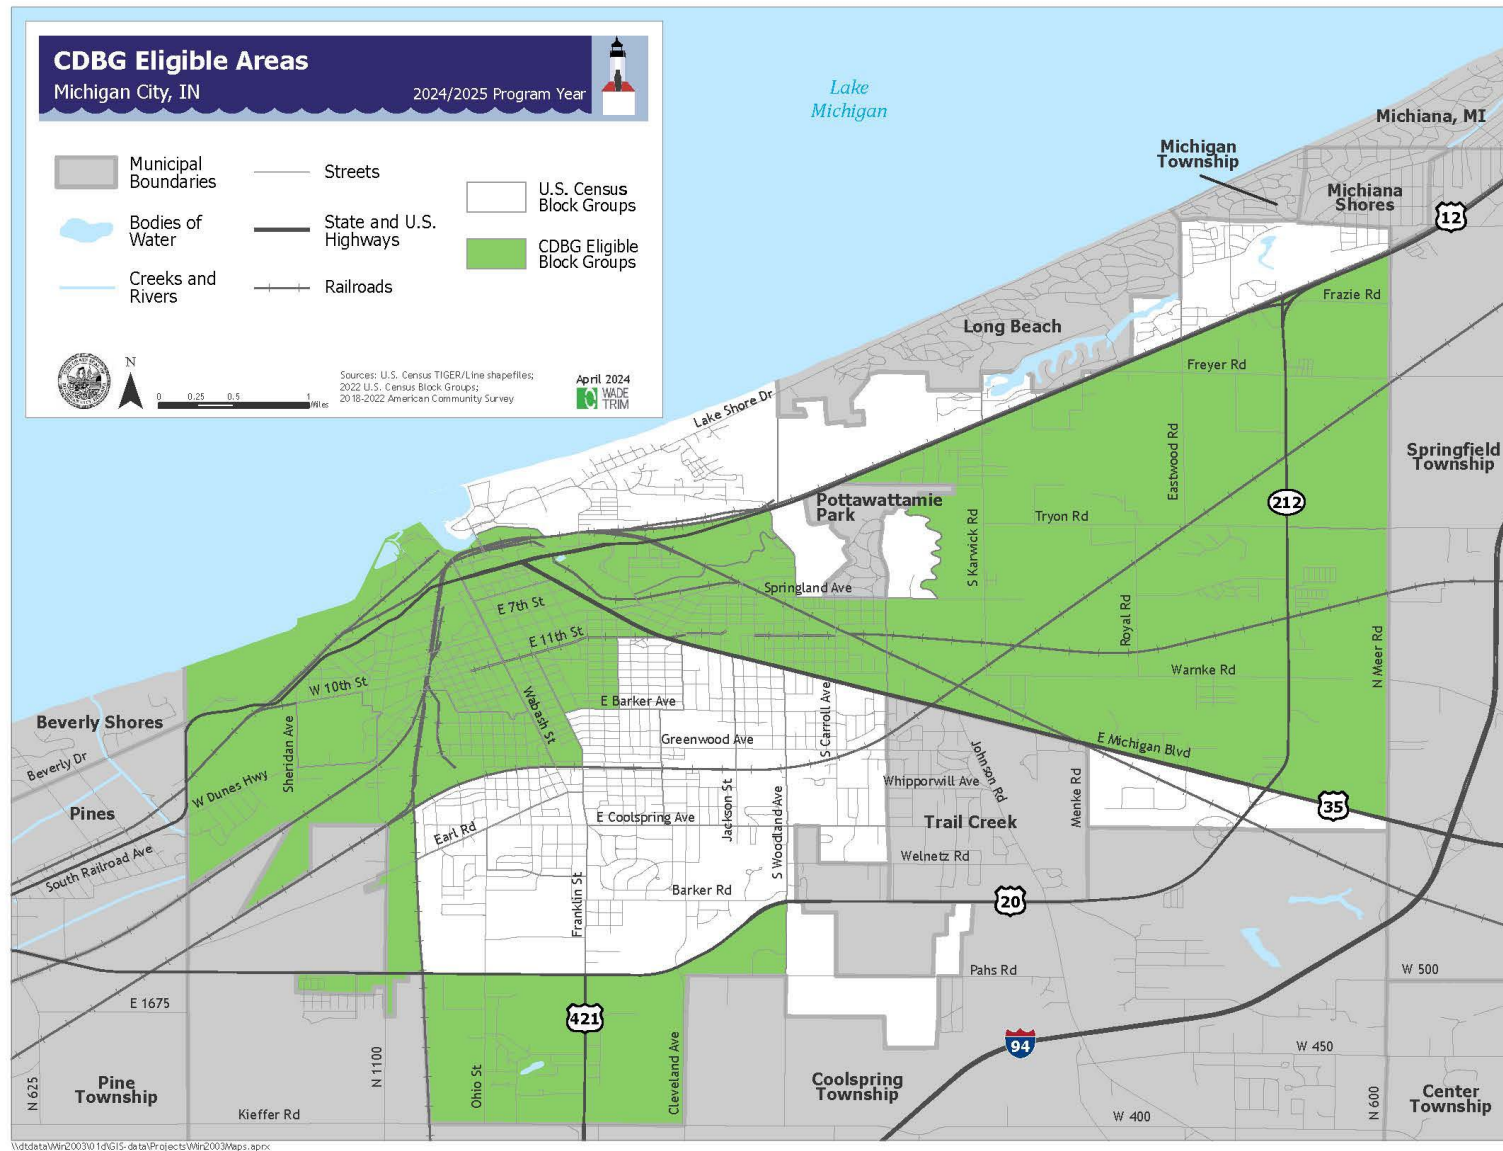 CDBG Eligible Areas
Michigan City, IN
2024/2025 Program Year
Municipal
Boundaries
Bodies of
Water
Creeks and
Rivers
Streets
State and U.S.
Highways
Railroads
U.S. Census
Block Groups
CDBG Eligible
Block Groups
N
0 0.25 0.5 1
Miles
Sources: U.S. Census TIGER/Line shapefiles;
2022 U.S. Census Block Groups;
2018-2022 American Community Survey
April 2024
WADE
TRIM
Lake
Michigan
Michiana, MI
Michigan
Township
Michiana
Shores
12
Frazie Rd
Long Beach
Freyer Rd
Lake Shore Dr
Eastwood Rd
Springfield
Township
Pottawattamie
Park
212
S Karwick Rd
Tryon Rd
Springland Ave
E 7th St
E 11th St
Royal Rd
N Meer Rd
Warnke Rd
W 10th St
Wabash St
E Barker Ave
S Carroll Ave
Beverly Shores
Beverly Dr
Sheridan Ave
Greenwood Ave
E Michigan Blvd
Johnson Rd
W Dunes Hwy
Whipporwill Ave
Menke Rd
Pines
Jackson St
S Woodland Ave
35
Earl Rd
E Coolspring Ave
Trail Creek
South Railroad Ave
Welnetz Rd
Franklin St
Barker Rd
20
Pahs Rd
W 500
E 1675
421
94
W 450
N 625
Pine
Township
N 1100
Ohio St
Cleveland Ave
Coolspring
Township
N 600
Center
Township
Kieffer Rd
W 400
\\dtdata\Win2003\01d\GIS-data\Projects\Win2003Maps.aprx